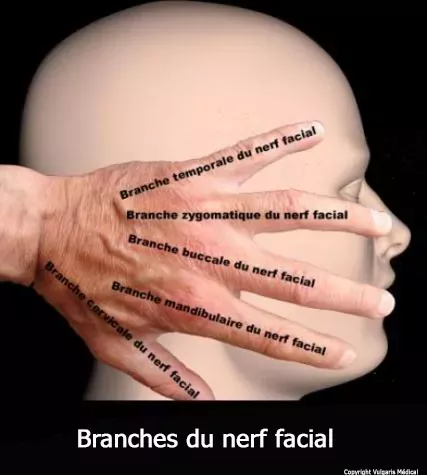 Branche temporale du nerf facial
Branche zygomatique du nerf facial
Branche buccale du nerf facial
Branche mandibulaire du nerf facial
Branche cervicale du nerf facial
Branches du nerf facial
Copyright Vulgaris Médical